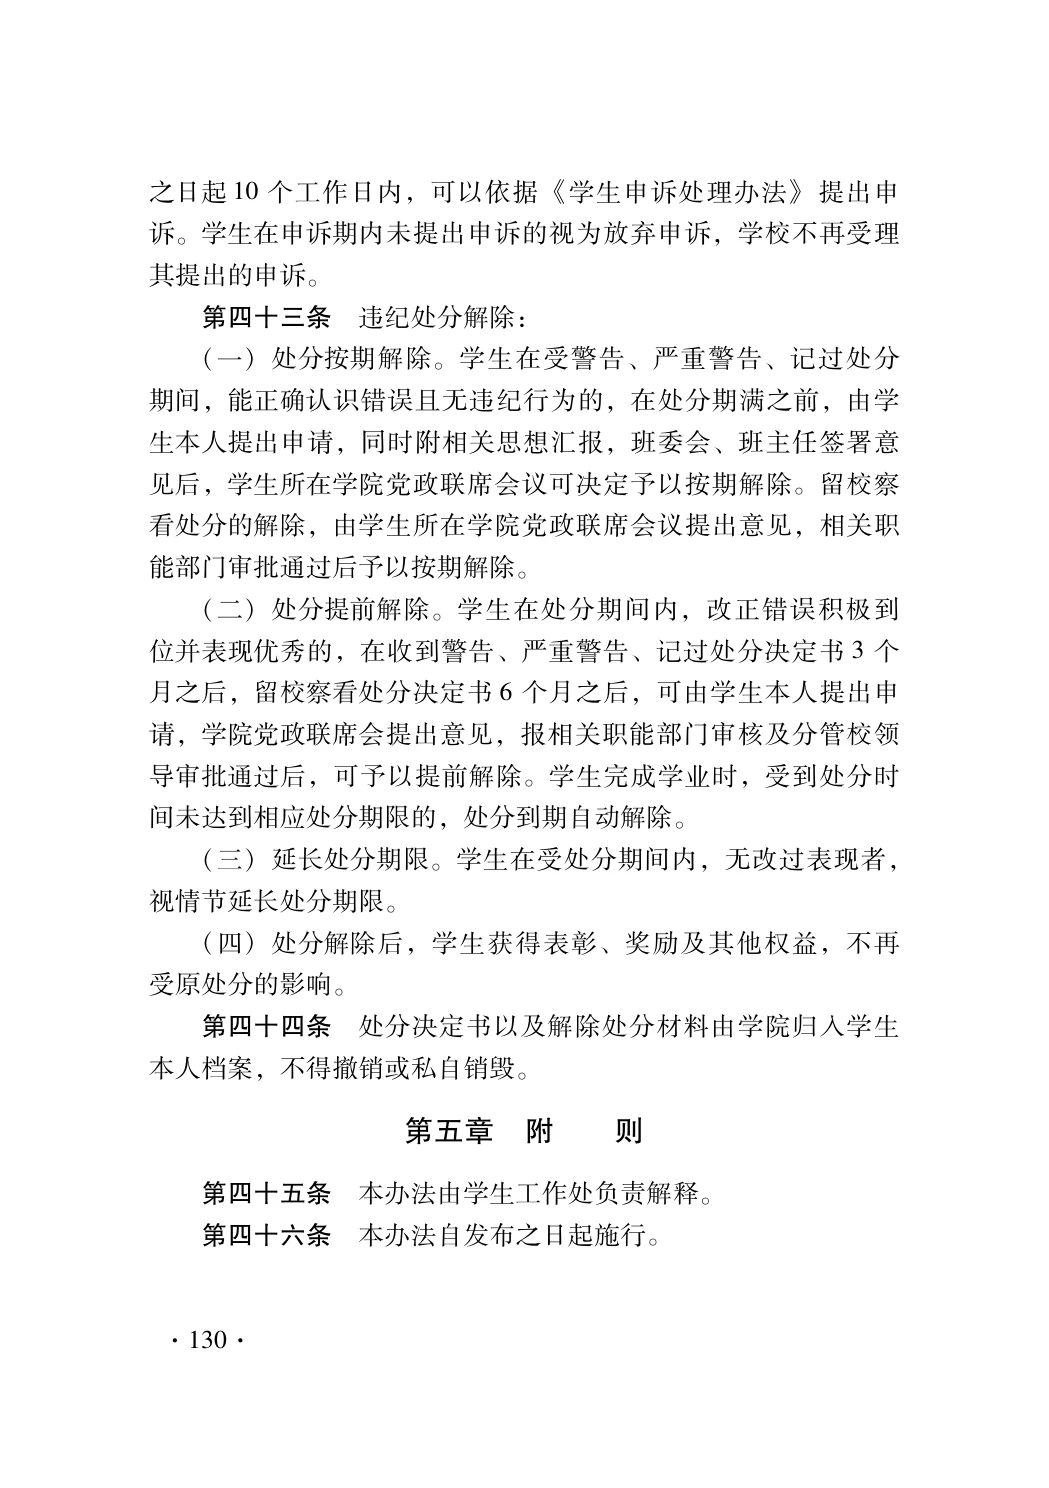 之日起 10 个工作日内，可以依据《学生申诉处理办法》提出申
诉。学生在申诉期内未提出申诉的视为放弃申诉，学校不再受理
其提出的申诉。
第四十三条　违纪处分解除：
（一）处分按期解除。学生在受警告、严重警告、记过处分
期间，能正确认识错误且无违纪行为的，在处分期满之前，由学
生本人提出申请，同时附相关思想汇报，班委会、班主任签署意
见后，学生所在学院党政联席会议可决定予以按期解除。留校察
看处分的解除，由学生所在学院党政联席会议提出意见，相关职
能部门审批通过后予以按期解除。
（二）处分提前解除。学生在处分期间内，改正错误积极到
位并表现优秀的，在收到警告、严重警告、记过处分决定书 3 个
月之后，留校察看处分决定书 6 个月之后，可由学生本人提出申
请，学院党政联席会提出意见，报相关职能部门审核及分管校领
导审批通过后，可予以提前解除。学生完成学业时，受到处分时
间未达到相应处分期限的，处分到期自动解除。
（三）延长处分期限。学生在受处分期间内，无改过表现者，
视情节延长处分期限。
（四）处分解除后，学生获得表彰、奖励及其他权益，不再
受原处分的影响。
第四十四条　处分决定书以及解除处分材料由学院归入学生
本人档案，不得撤销或私自销毁。
第五章　附　　则
第四十五条　本办法由学生工作处负责解释。
第四十六条　本办法自发布之日起施行。
· 130 ·